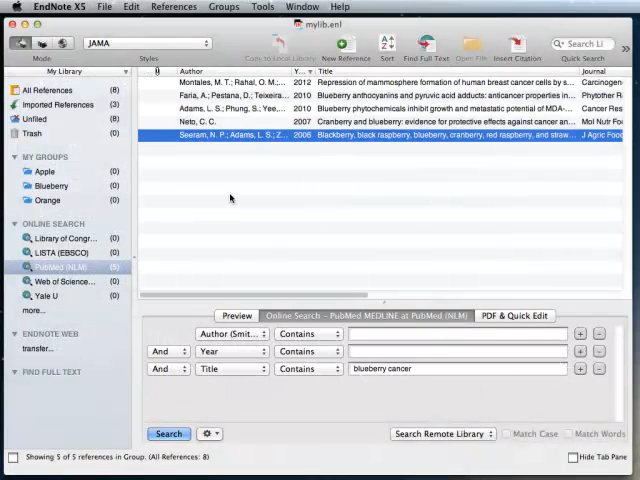 EndNote X5 File Edit References Groups Tools Window Help
mylib.enl
JAMA
Search Li
Mode Styles Copy to Local Library New Reference Sort Find Full Text Open File Insert Citation Quick Search
My Library
Author Y... Title Journal
All References (8)
Imported References... (3)
Unfiled (8)
Trash (0)
MY GROUPS
Apple (0)
Blueberry (0)
Orange (0)
ONLINE SEARCH
Library of Congr... (0)
LISTA (EBSCO) (0)
PubMed (NLM) (5)
Web of Science... (0)
Yale U (0)
more...
ENDNOTE WEB
transfer...
FIND FULL TEXT
Montales, M. T.; Rahal, O. M.;... 2012 Repression of mammosphere formation of human breast cancer cells by s... Carcinogen
Faria, A.; Pestana, D.; Teixeira... 2010 Blueberry anthocyanins and pyruvic acid adducts: anticancer properties in... Phytother R
Adams, L. S.; Phung, S.; Yee,... 2010 Blueberry phytochemicals inhibit growth and metastatic potential of MDA-... Cancer Res
Neto, C. C. 2007 Cranberry and blueberry: evidence for protective effects against cancer an... Mol Nutr Fo
Seeram, N. P.; Adams, L. S.; Z... 2006 Blackberry, black raspberry, blueberry, cranberry, red raspberry, and straw... J Agric Food
Preview Online Search - PubMed MEDLINE at PubMed (NLM) PDF & Quick Edit
Author (Smit... Contains
And Year Contains
And Title Contains blueberry cancer
Search Search Remote Library Match Case Match Words
Showing 5 of 5 references in Group. (All References: 8) Hide Tab Pane